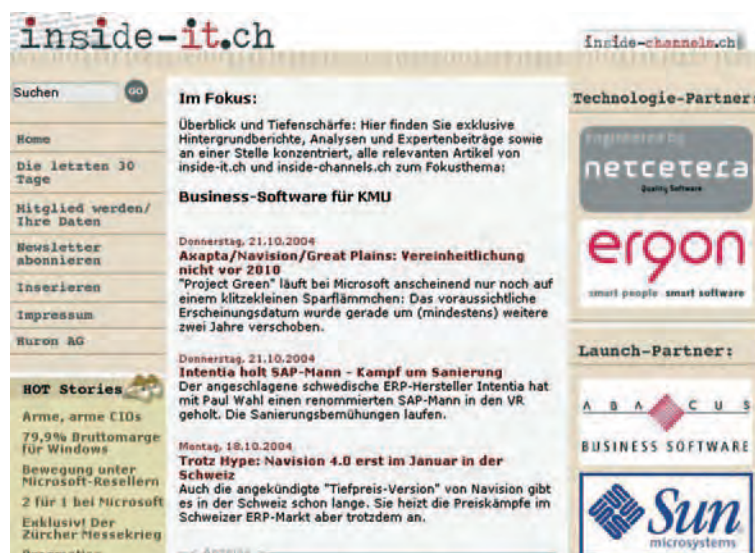 inside-it.ch
inside-channels.ch
Suchen
GO
Home
Die letzten 30
Tage
Mitglied werden/
Ihre Daten
Newsletter
abonnieren
Inserieren
Impressum
Huron AG
HOT Stories
Arme, arme CIOs
79,9% Bruttomarge
für Windows
Bewegung unter
Microsoft-Resellern
2 für 1 bei Microsoft
Exklusiv! Der
Zürcher Messekrieg
Im Fokus:
Überblick und Tiefenschärfe: Hier finden Sie exklusive
Hintergrundberichte, Analysen und Expertenbeiträge sowie
an einer Stelle konzentriert, alle relevanten Artikel von
inside-it.ch und inside-channels.ch zum Fokusthema:
Business-Software für KMU
Donnerstag, 21.10.2004
Axapta/Navision/Great Plains: Vereinheitlichung
nicht vor 2010
"Project Green" läuft bei Microsoft anscheinend nur noch auf
einem klitzekleinen Sparflämmchen: Das voraussichtliche
Erscheinungsdatum wurde gerade um (mindestens) weitere
zwei Jahre verschoben.
Donnerstag, 21.10.2004
Intentia holt SAP-Mann - Kampf um Sanierung
Der angeschlagene schwedische ERP-Hersteller Intentia hat
mit Paul Wahl einen renommierten SAP-Mann in den VR
geholt. Die Sanierungsbemühungen laufen.
Montag, 18.10.2004
Trotz Hype: Navision 4.0 erst im Januar in der
Schweiz
Auch die angekündigte "Tiefpreis-Version" von Navision gibt
es in der Schweiz schon lange. Sie heizt die Preiskämpfe im
Schweizer ERP-Markt aber trotzdem an.
Technologie-Partner:
engineered by
netcetera
Quality Software
ergon
smart people smart software
Launch-Partner:
ABACUS
BUSINESS SOFTWARE
Sun
microsystems